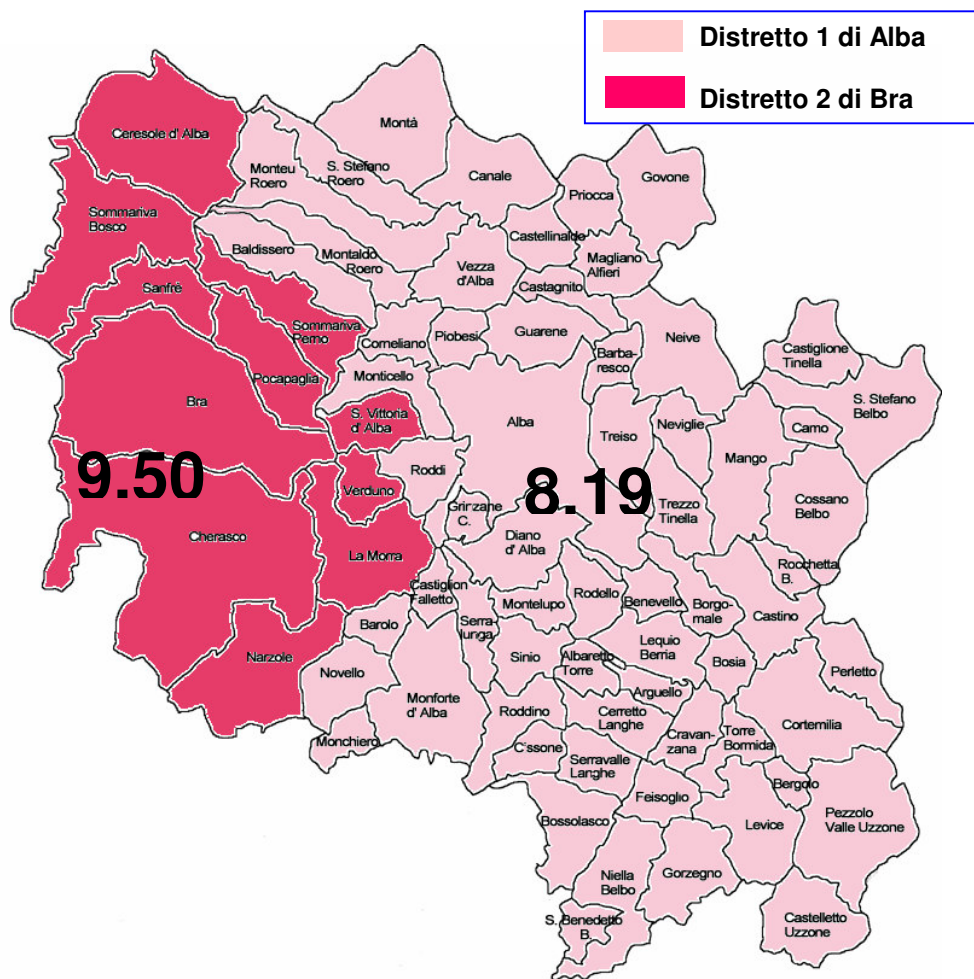 Distretto 1 di Alba
Distretto 2 di Bra
Ceresole d' Alba
Montà
Monteu
Roero
S. Stefano
Roero
Canale
Priocca
Govone
Sommariva
Bosco
Baldissero
Montaldo
Roero
Castellinaldo
Vezza
d'Alba
Magliano
Alfieri
Castagnito
Sanfrè
Sommariva
Perno
Corneliano
Piobesi
Guarene
Barba-
resco
Neive
Castiglione
Tinella
Pocapaglia
Monticello
S. Stefano
Belbo
Bra
S. Vittoria
d' Alba
Alba
Treiso
Neviglie
Camo
Mango
9.50
Verduno
Roddi
8.19
Trezzo
Tinella
Cossano
Belbo
Grinzane
C.
Cherasco
La Morra
Diano
d' Alba
Rocchetta
B.
Castiglion
Falletto
Montelupo
Rodello
Benevello
Borgo-
male
Castino
Barolo
Serra-
lunga
Narzole
Novello
Sinio
Albaretto
Torre
Lequio
Berria
Bosia
Perletto
Monforte
d' Alba
Arguello
Roddino
Cerretto
Langhe
Cravan-
zana
Torre
Bormida
Cortemilia
Monchiero
Cissone
Serravalle
Langhe
Bergolo
Feisoglio
Bossolasco
Levice
Pezzolo
Valle Uzzone
Niella
Belbo
Gorzegno
S. Benedetto
B.
Castelletto
Uzzone